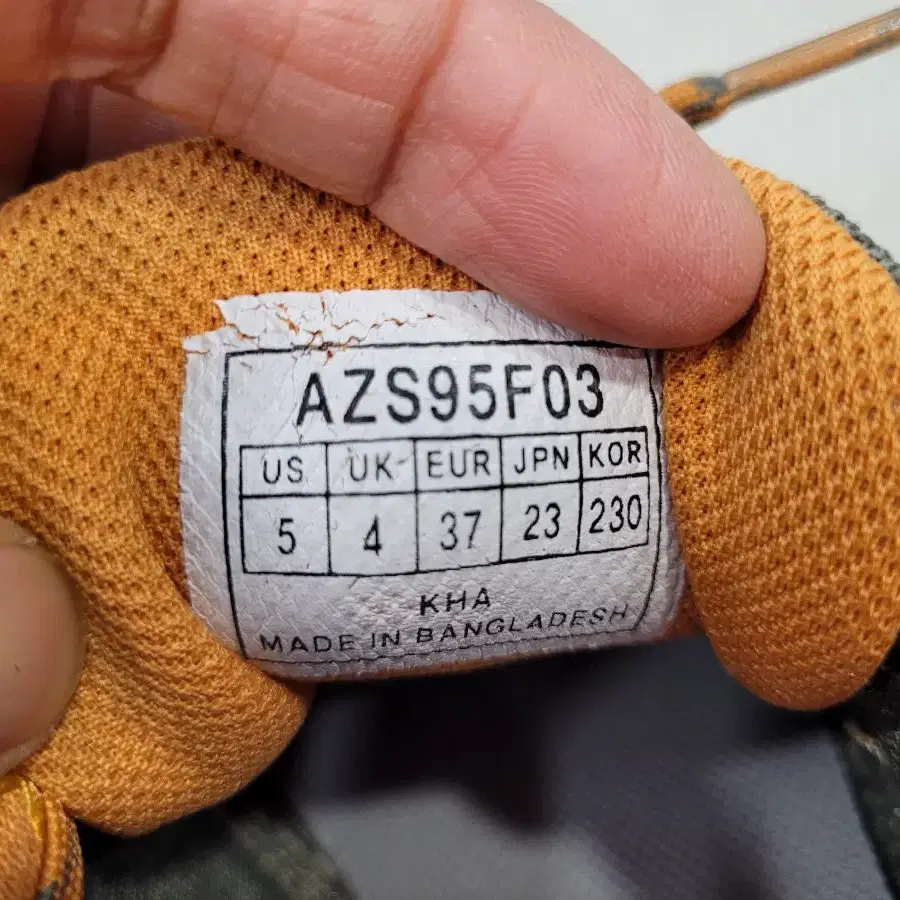 AZS95F03
US UK EUR JPN KOR
5 4 37 23 230
KHA
MADE IN BANGLADESH